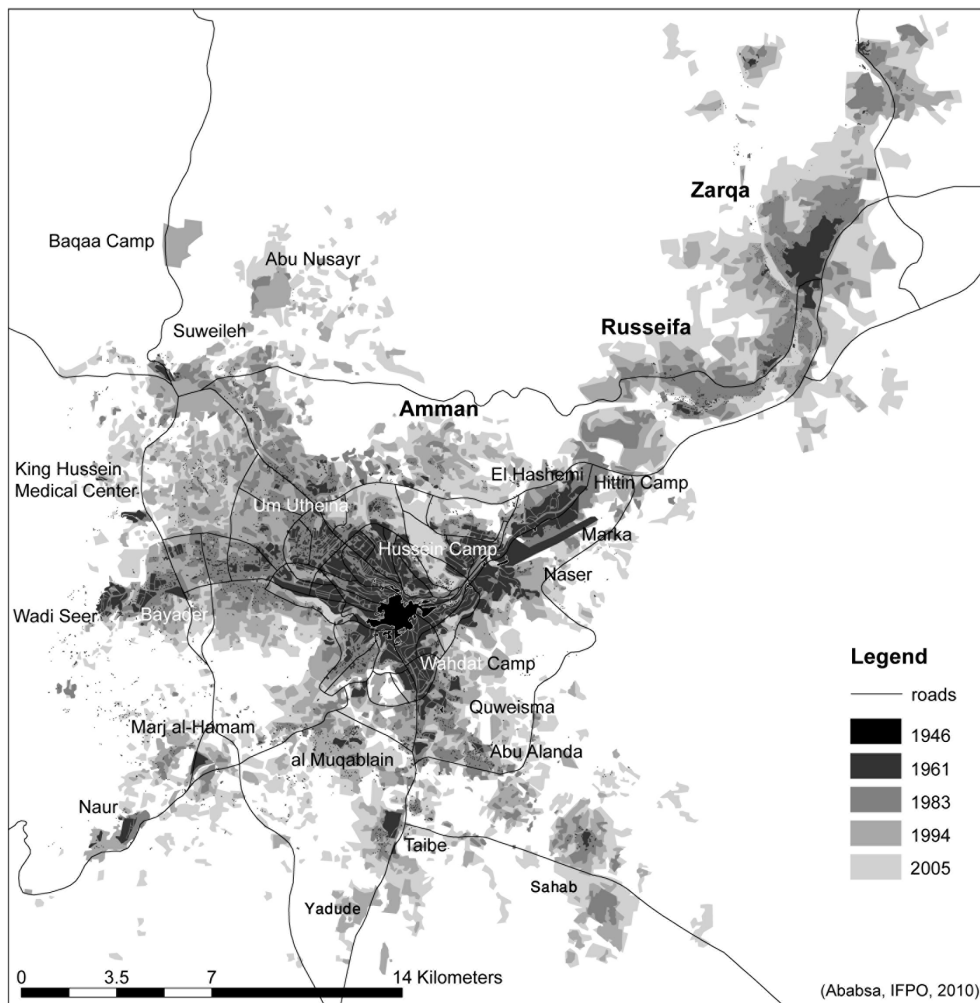 Zarqa
Baqaa Camp
Abu Nusayr
Suweileh
Russeifa
Amman
King Hussein
Medical Center
El Hashemi
Hittin Camp
Um Utheina
Hussein Camp
Marka
Naser
Wadi Seer
Bayader
Wahdat Camp
Quweisma
Marj al-Hamam
al Muqablain
Abu Alanda
Naur
Taibe
Sahab
Yadude
Legend
roads
1946
1961
1983
1994
2005
0 3.5 7 14 Kilometers
(Ababsa, IFPO, 2010)